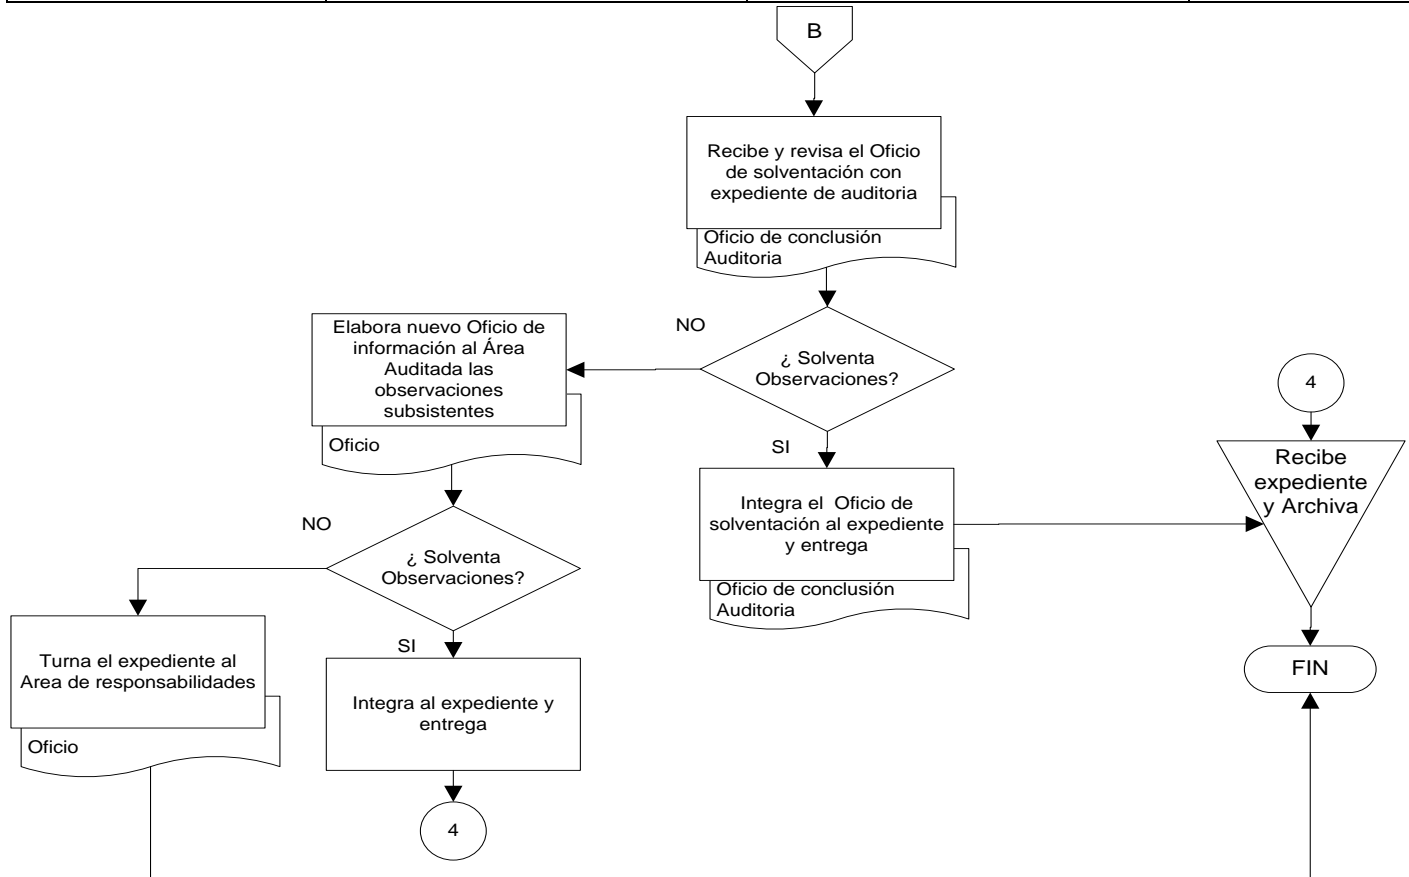 B
Recibe y revisa el Oficio
de solventación con
expediente de auditoria
Oficio de conclusión
Auditoria
NO
¿ Solventa
Observaciones?
Elabora nuevo Oficio de
información al Área
Auditada las
observaciones
subsistentes
Oficio
SI
Integra el  Oficio de
solventación al expediente
y entrega
Oficio de conclusión
Auditoria
4
Recibe
expediente
y Archiva
FIN
NO
¿ Solventa
Observaciones?
SI
Turna el expediente al
Area de responsabilidades
Oficio
Integra al expediente y
entrega
4